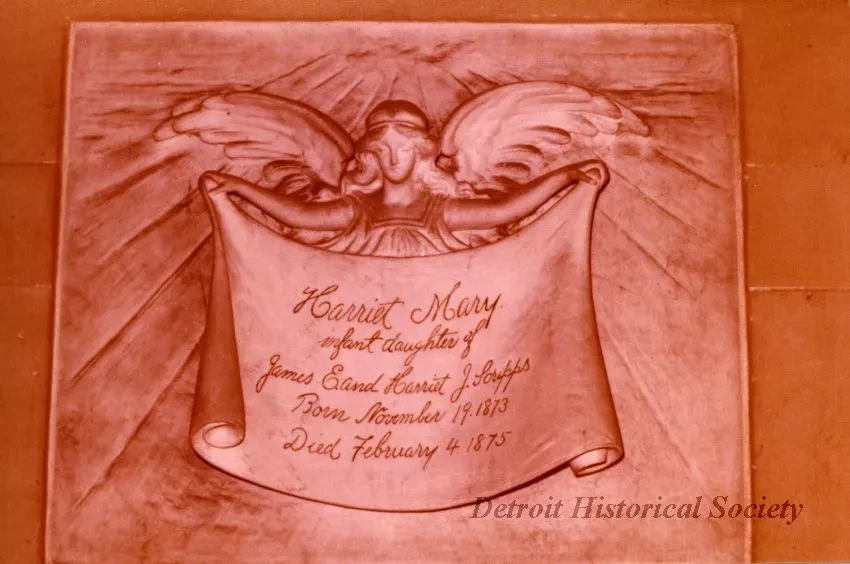 Harriet Mary.
infant daughter of
James E and Harriet J. Scripps
Born November 19. 1873
Died February 4. 1875
Detroit Historical Society